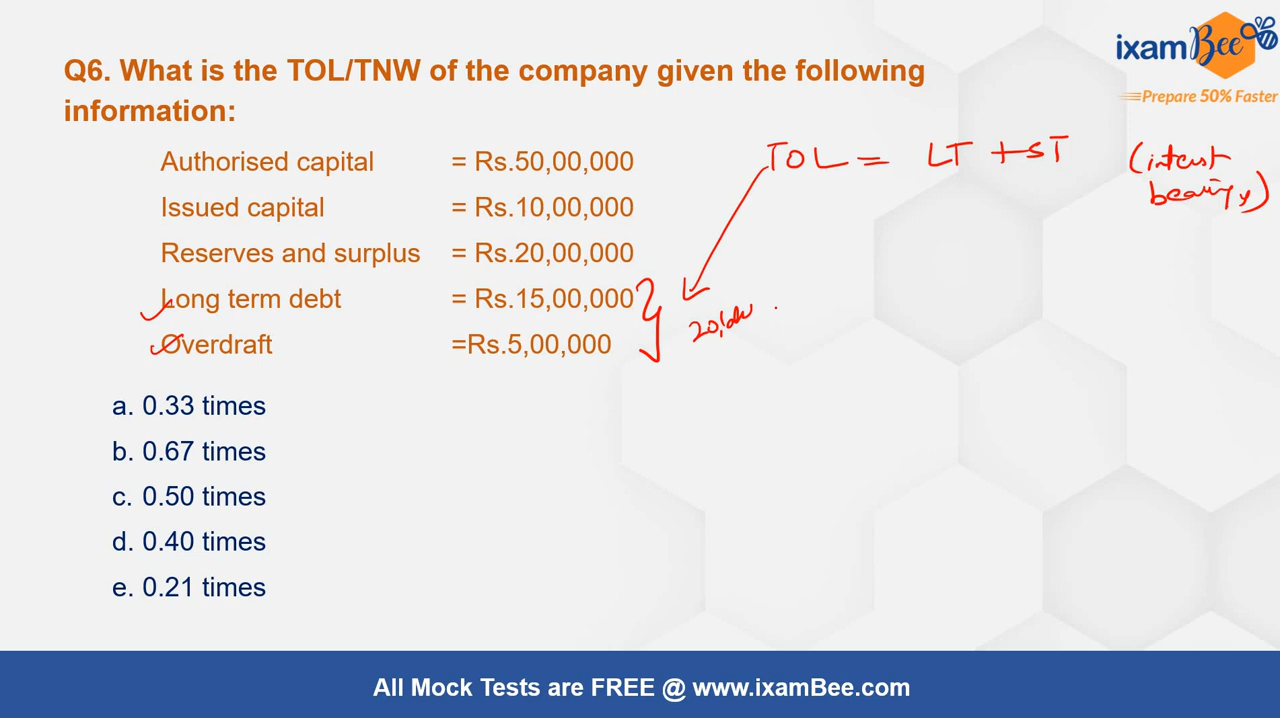 ixamBee
Prepare 50% Faster
Q6. What is the TOL/TNW of the company given the following
information:
Authorised capital = Rs.50,00,000
Issued capital = Rs.10,00,000
Reserves and surplus = Rs.20,00,000
Long term debt = Rs.15,00,000
Overdraft =Rs.5,00,000
TOL = LT + ST (interst
bearing
a. 0.33 times
b. 0.67 times
c. 0.50 times
d. 0.40 times
e. 0.21 times
All Mock Tests are FREE @ www.ixamBee.com